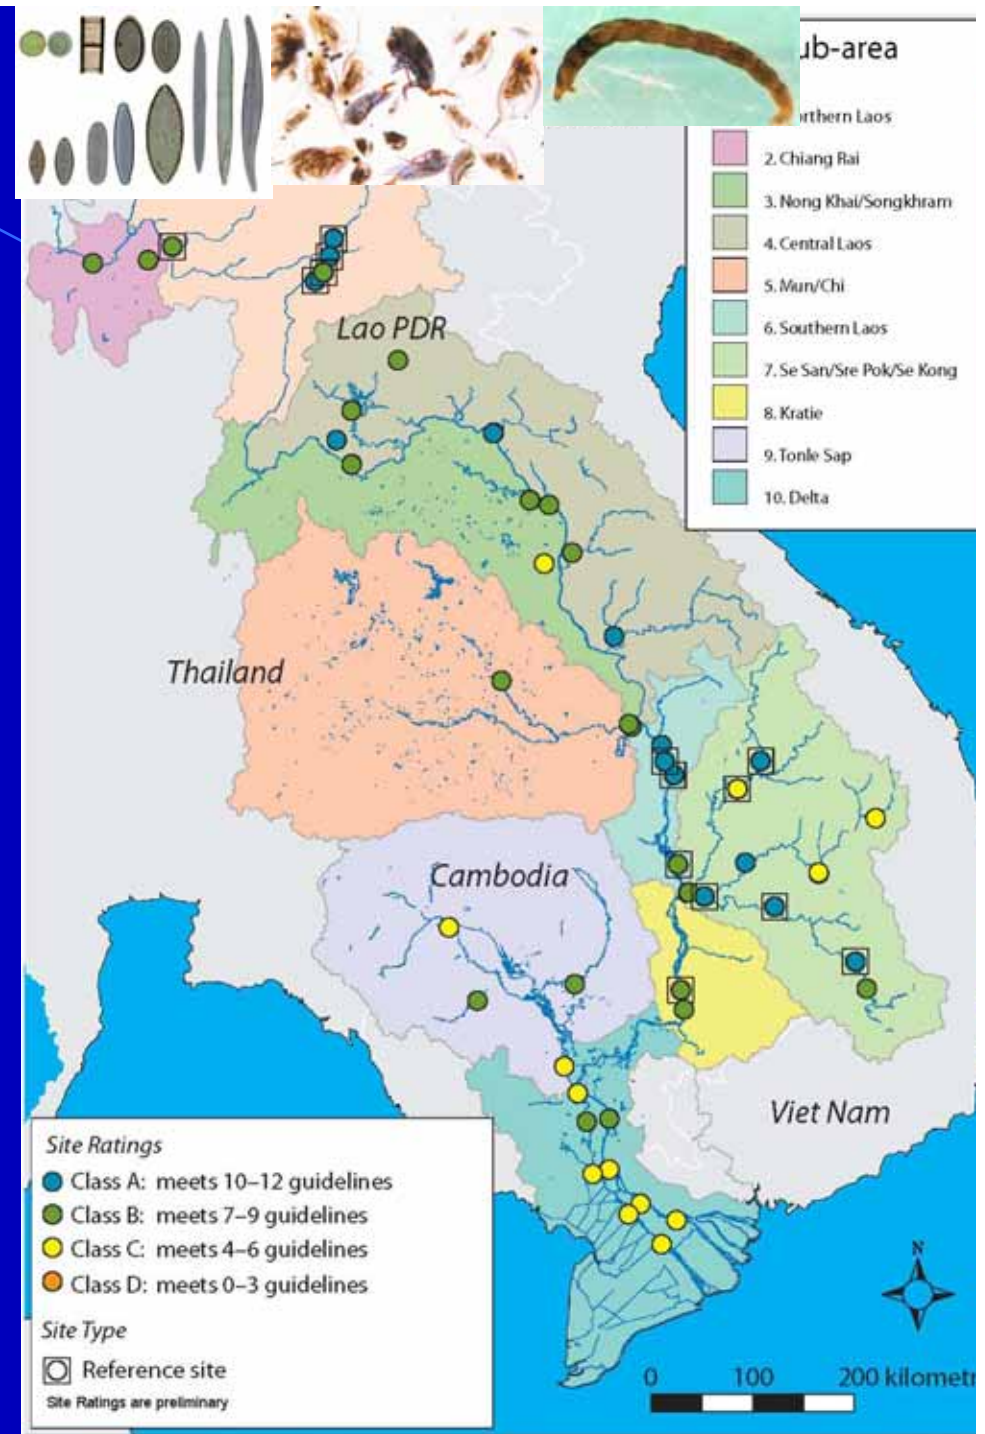 ub-area
orthern Laos
2. Chiang Rai
3. Nong Khai/Songkhram
4. Central Laos
5. Mun/Chi
6. Southern Laos
7. Se San/Sre Pok/Se Kong
8. Kratie
9. Tonle Sap
10. Delta
Lao PDR
Thailand
Cambodia
Viet Nam
Site Ratings
Class A: meets 10–12 guidelines
Class B: meets 7–9 guidelines
Class C: meets 4–6 guidelines
Class D: meets 0–3 guidelines
Site Type
Reference site
Site Ratings are preliminary
N
0 100 200 kilometr